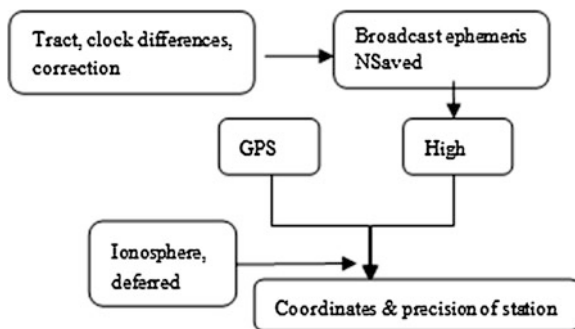 Tract, clock differences,
correction
Broadcast ephemeris
NSaved
GPS
High
Ionosphere,
deferred
Coordinates & precision of station